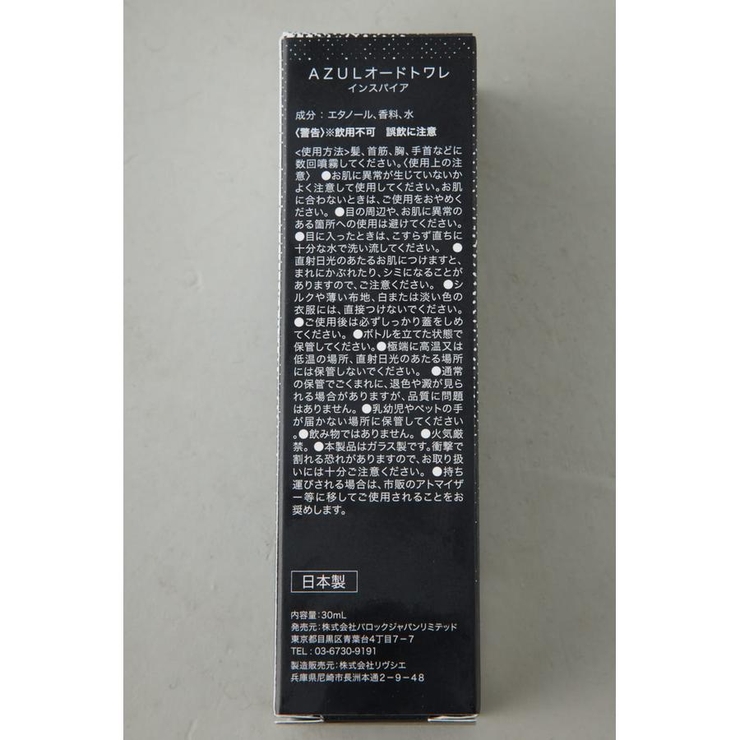 AZULオードトワレ
インスパイア
成分：エタノール、香料、水
〈警告〉※飲用不可　誤飲に注意
<使用方法>髪、首筋、胸、手首などに
数回噴霧してください。〈使用上の注
意〉　●お肌に異常が生じていないか
よく注意して使用してください。お肌
に合わないときは、ご使用をおやめく
ださい。　●目の周辺や、お肌に異常の
ある箇所への使用は避けてください。
●目に入ったときは、こすらず直ちに
十分な水で洗い流してください。　●
直射日光のあたるお肌につけますと、
まれにかぶれたり、シミになることが
ありますので、ご注意ください。　●シ
ルクや薄い布地、白または淡い色の
衣服には、直接つけないでください。
●ご使用後は必ずしっかり蓋をしめ
てください。　●ボトルを立てた状態で
保管してください。●極端に高温又は
低温の場所、直射日光のあたる場所
には保管しないでください。　●通常
の保管でごくまれに、退色や澱が見ら
れる場合がありますが、品質に問題
はありません。●乳幼児やペットの手
が届かない場所に保管してくださ
い。●飲み物ではありません。●火気厳
禁。●本製品はガラス製です。衝撃で
割れる恐れがありますので、お取り扱
いには十分ご注意ください。　●持ち
運びされる場合は、市販のアトマイザ
ー等に移してご使用されることをお
奨めします。
日本製
内容量：30mL
発売元：株式会社バロックジャパンリミテッド
東京都目黒区青葉台4丁目7−7
TEL：03-6730-9191
製造販売元：株式会社リヴシエ
兵庫県尼崎市長洲本通2−9−48